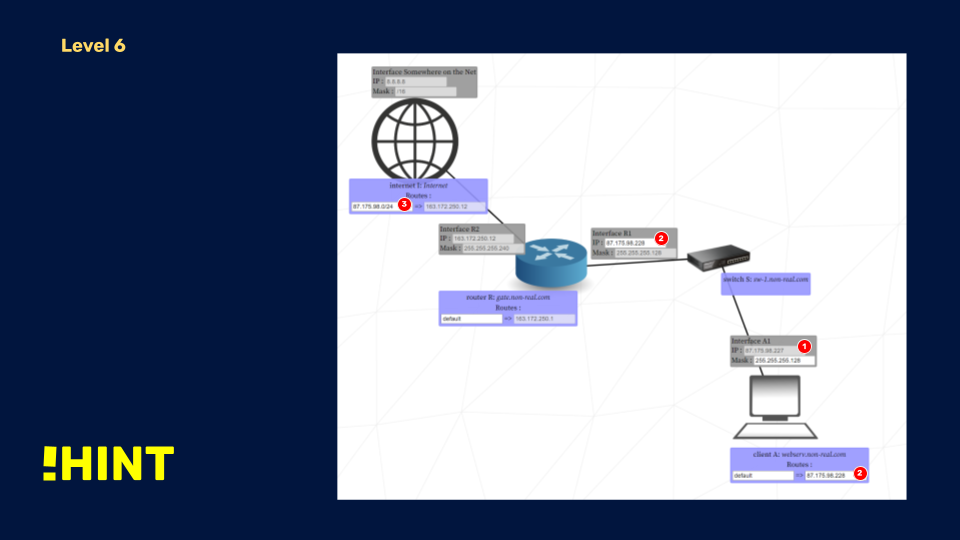 Level 6
Interface Somewhere on the Net
IP : 8.8.8.8
Mask : /16
internet I: Internet
Routes :
87.175.98.0/24 3 => 163.172.250.12
Interface R2
IP : 163.172.250.12
Mask : 255.255.255.240
Interface R1
IP : 87.175.98.228 2
Mask : 255.255.255.128
switch S: sw-1.non-real.com
router R: gate.non-real.com
Routes :
default => 163.172.250.1
Interface A1
IP : 87.175.98.227 1
Mask : 255.255.255.128
!HINT
client A: webserv.non-real.com
Routes :
default => 87.175.98.228 2